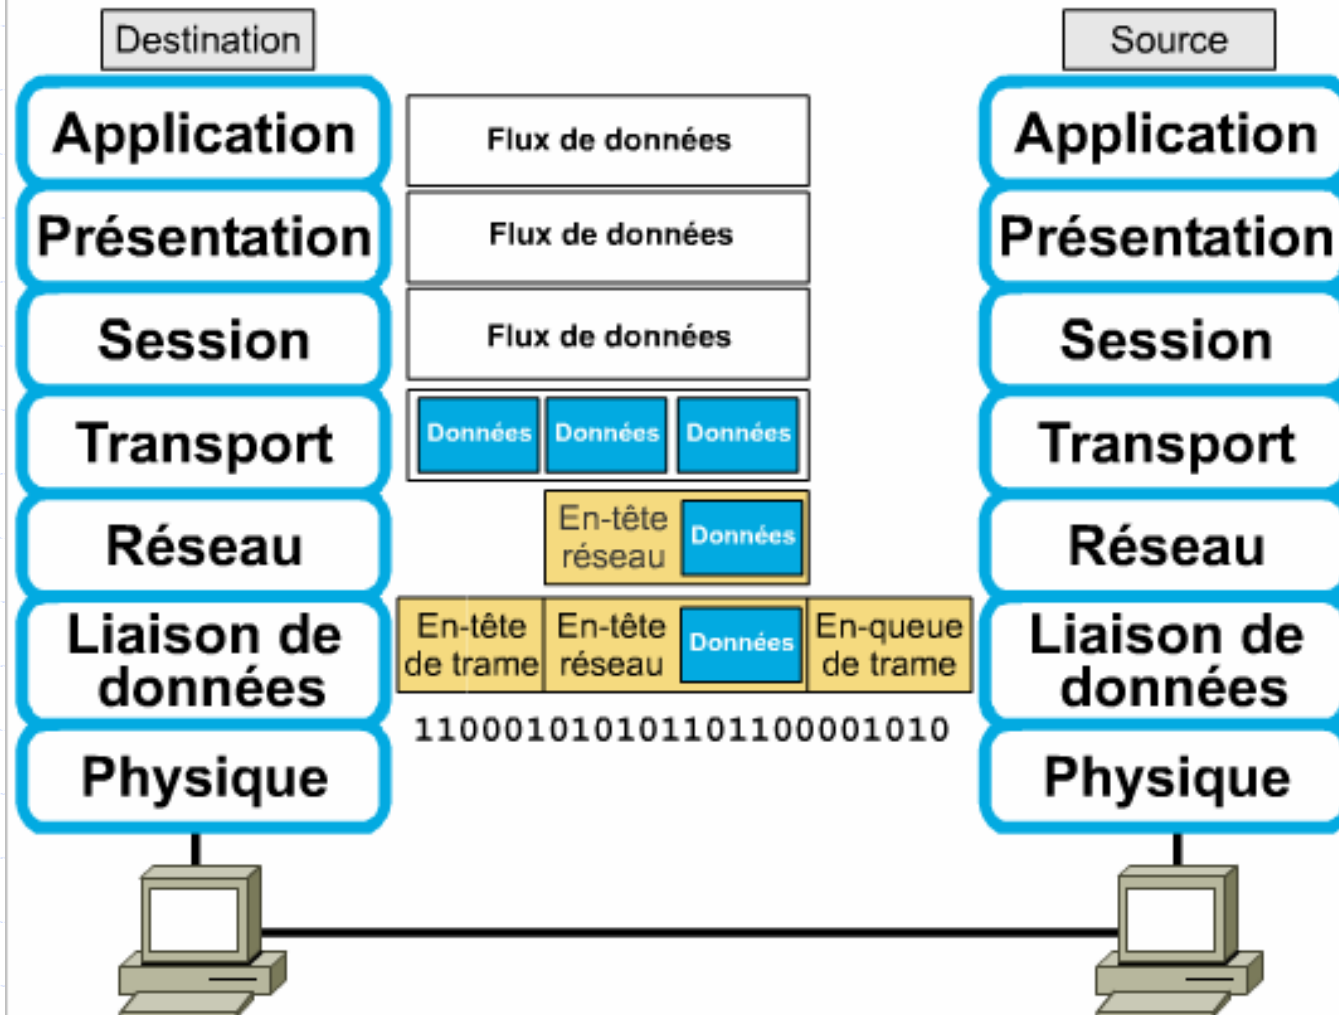 Destination
Source
Application
Flux de données
Application
Présentation
Flux de données
Présentation
Session
Flux de données
Session
Transport
Données Données Données
Transport
Réseau
En-tête
réseau
Données
Réseau
Liaison de
données
En-tête
de trame
En-tête
réseau
Données
En-queue
de trame
Liaison de
données
110001010101101100001010
Physique
Physique